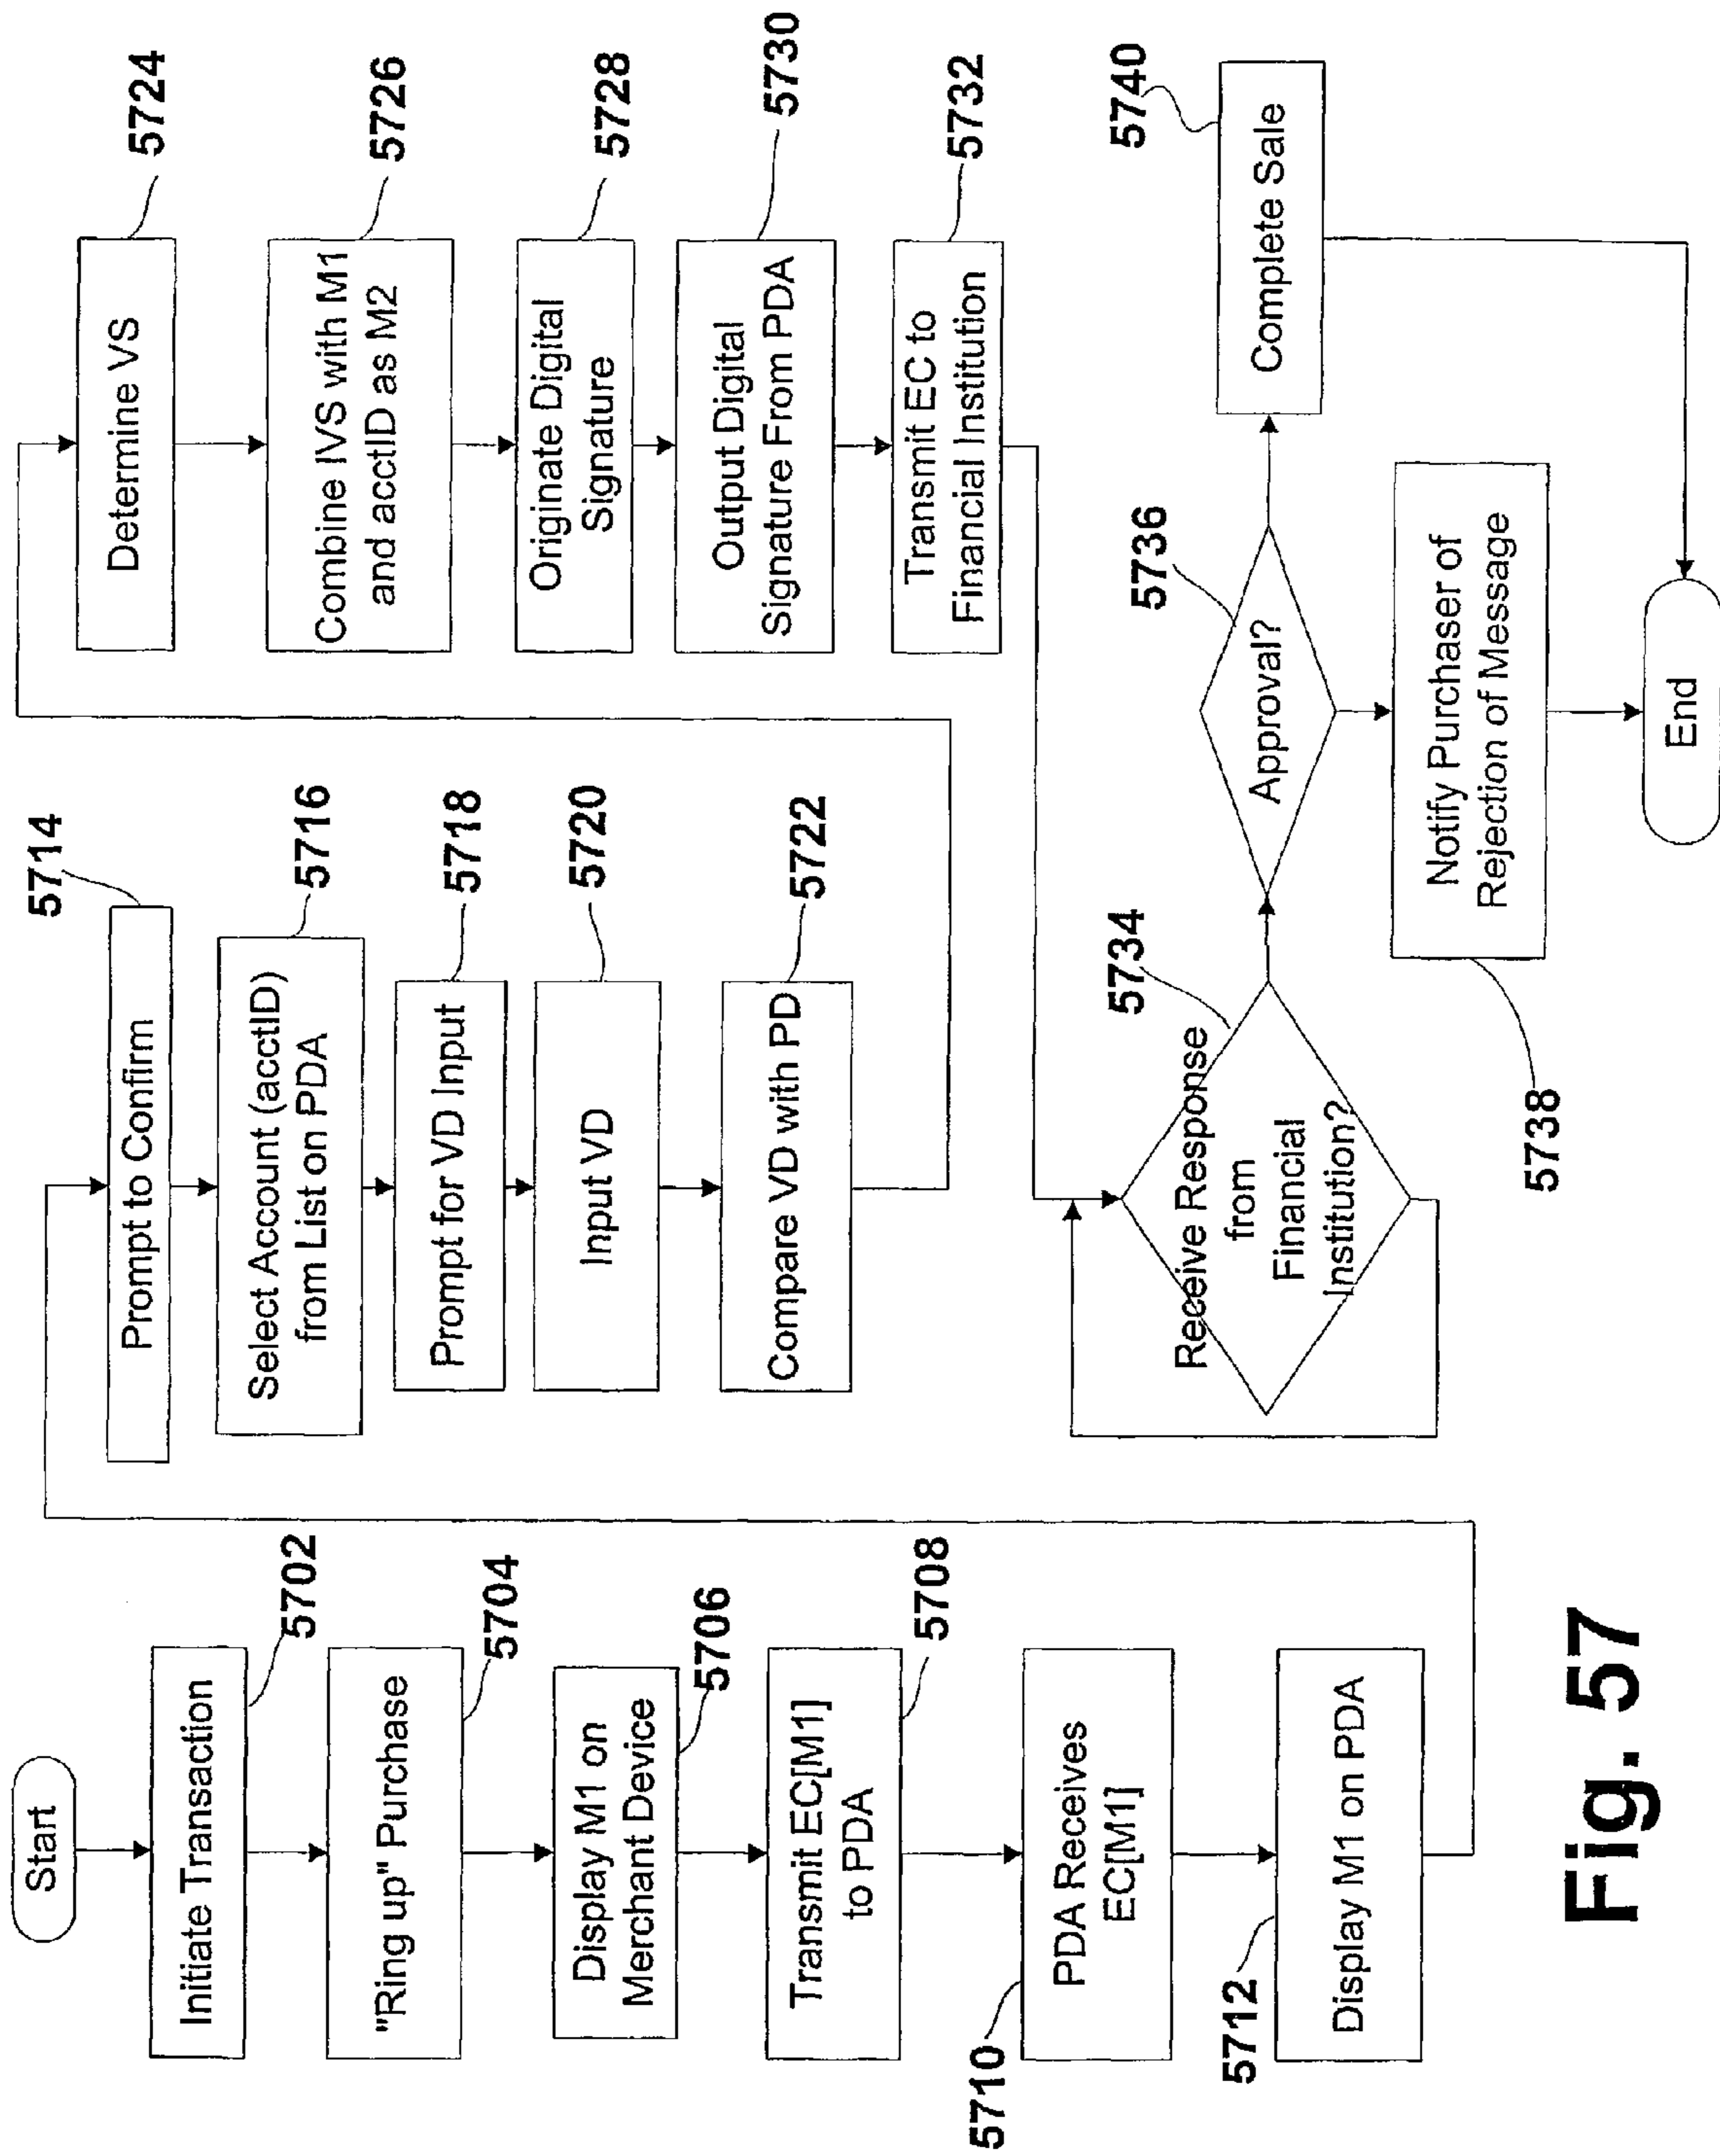 Start
Initiate Transaction
5702
"Ring up" Purchase
5704
Display M1 on
Merchant Device
5706
Transmit EC[M1]
to PDA
5708
PDA Receives
EC[M1]
5710
Display M1 on PDA
5712
Prompt to Confirm
5714
Select Account (acctID)
from List on PDA
5716
Prompt for VD Input
5718
Input VD
5720
Compare VD with PD
5722
Determine VS
5724
Combine IVS with M1
and acctID as M2
5726
Originate Digital
Signature
5728
Output Digital
Signature From PDA
5730
Transmit EC to
Financial Institution
5732
Receive Response
from
Financial
Institution?
5734
Approval?
5736
Notify Purchaser of
Rejection of Message
5738
Complete Sale
5740
End
Fig. 57